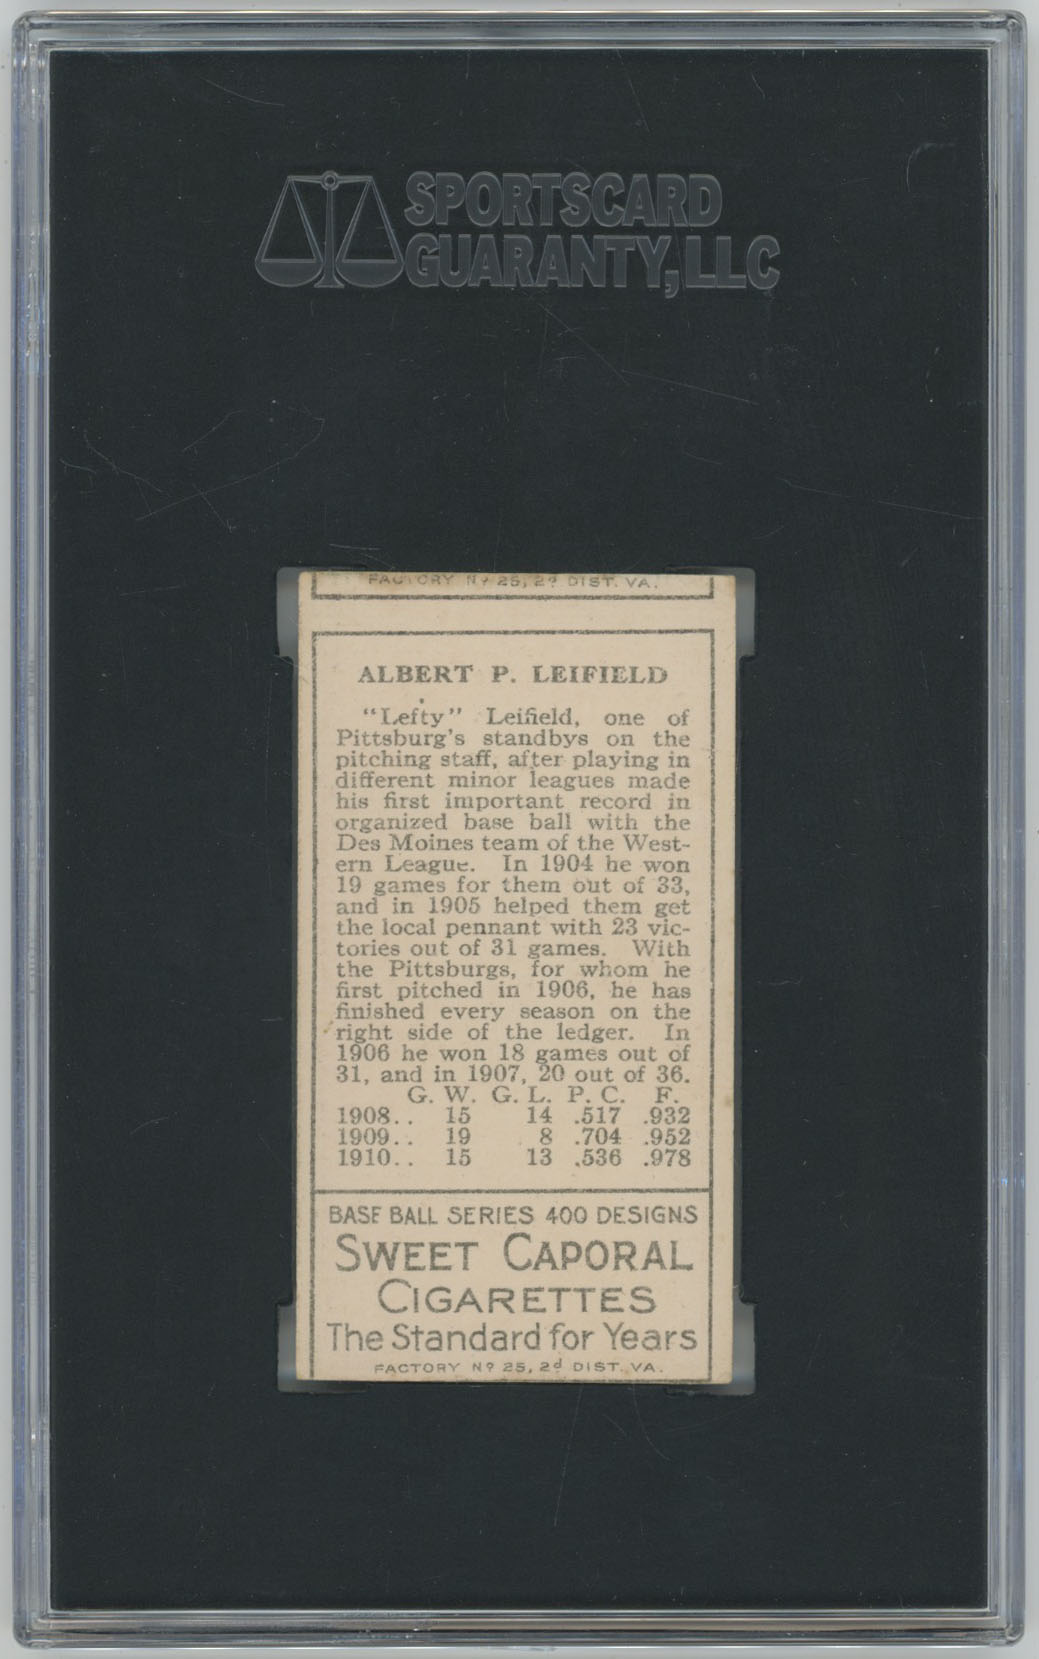 SPORTSCARD
GUARANTY, LLC
FACTORY Nº 25, 2d DIST. VA.
ALBERT P. LEIFIELD
"Lefty" Leifield, one of
Pittsburg's standbys on the
pitching staff, after playing in
different minor leagues made
his first important record in
organized base ball with the
Des Moines team of the West-
ern League. In 1904 he won
19 games for them out of 33,
and in 1905 helped them get
the local pennant with 23 vic-
tories out of 31 games. With
the Pittsburgs, for whom he
first pitched in 1906, he has
finished every season on the
right side of the ledger. In
1906 he won 18 games out of
31, and in 1907, 20 out of 36.
G. W. G. L. P. C. F.
1908.. 15 14 .517 .932
1909.. 19 8 .704 .952
1910.. 15 13 .536 .978
BASE BALL SERIES 400 DESIGNS
SWEET CAPORAL
CIGARETTES
The Standard for Years
FACTORY Nº 25, 2d DIST. VA.